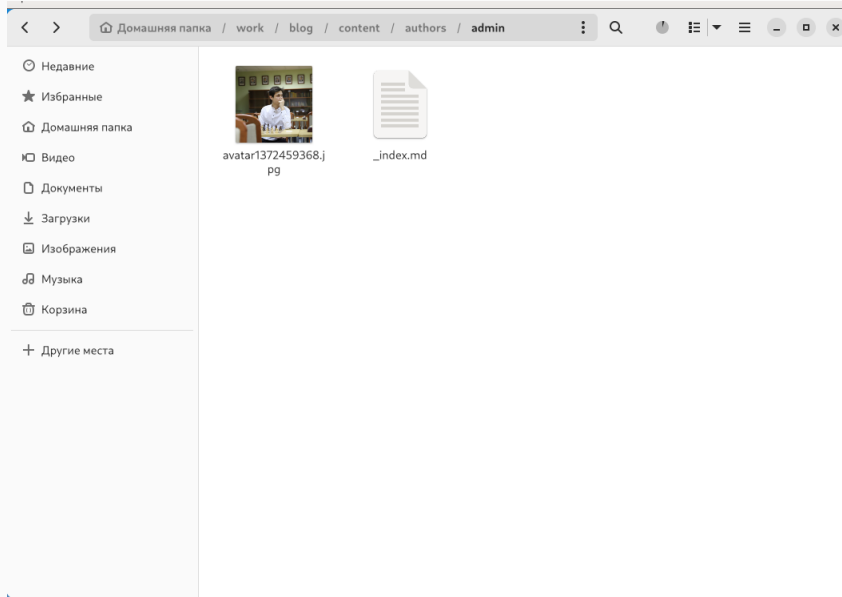 Домашняя папка / work / blog / content / authors / admin
Недавние
Избранные
Домашняя папка
Видео
Документы
Загрузки
Изображения
Музыка
Корзина
Другие места
avatar1372459368.j
pg
_index.md